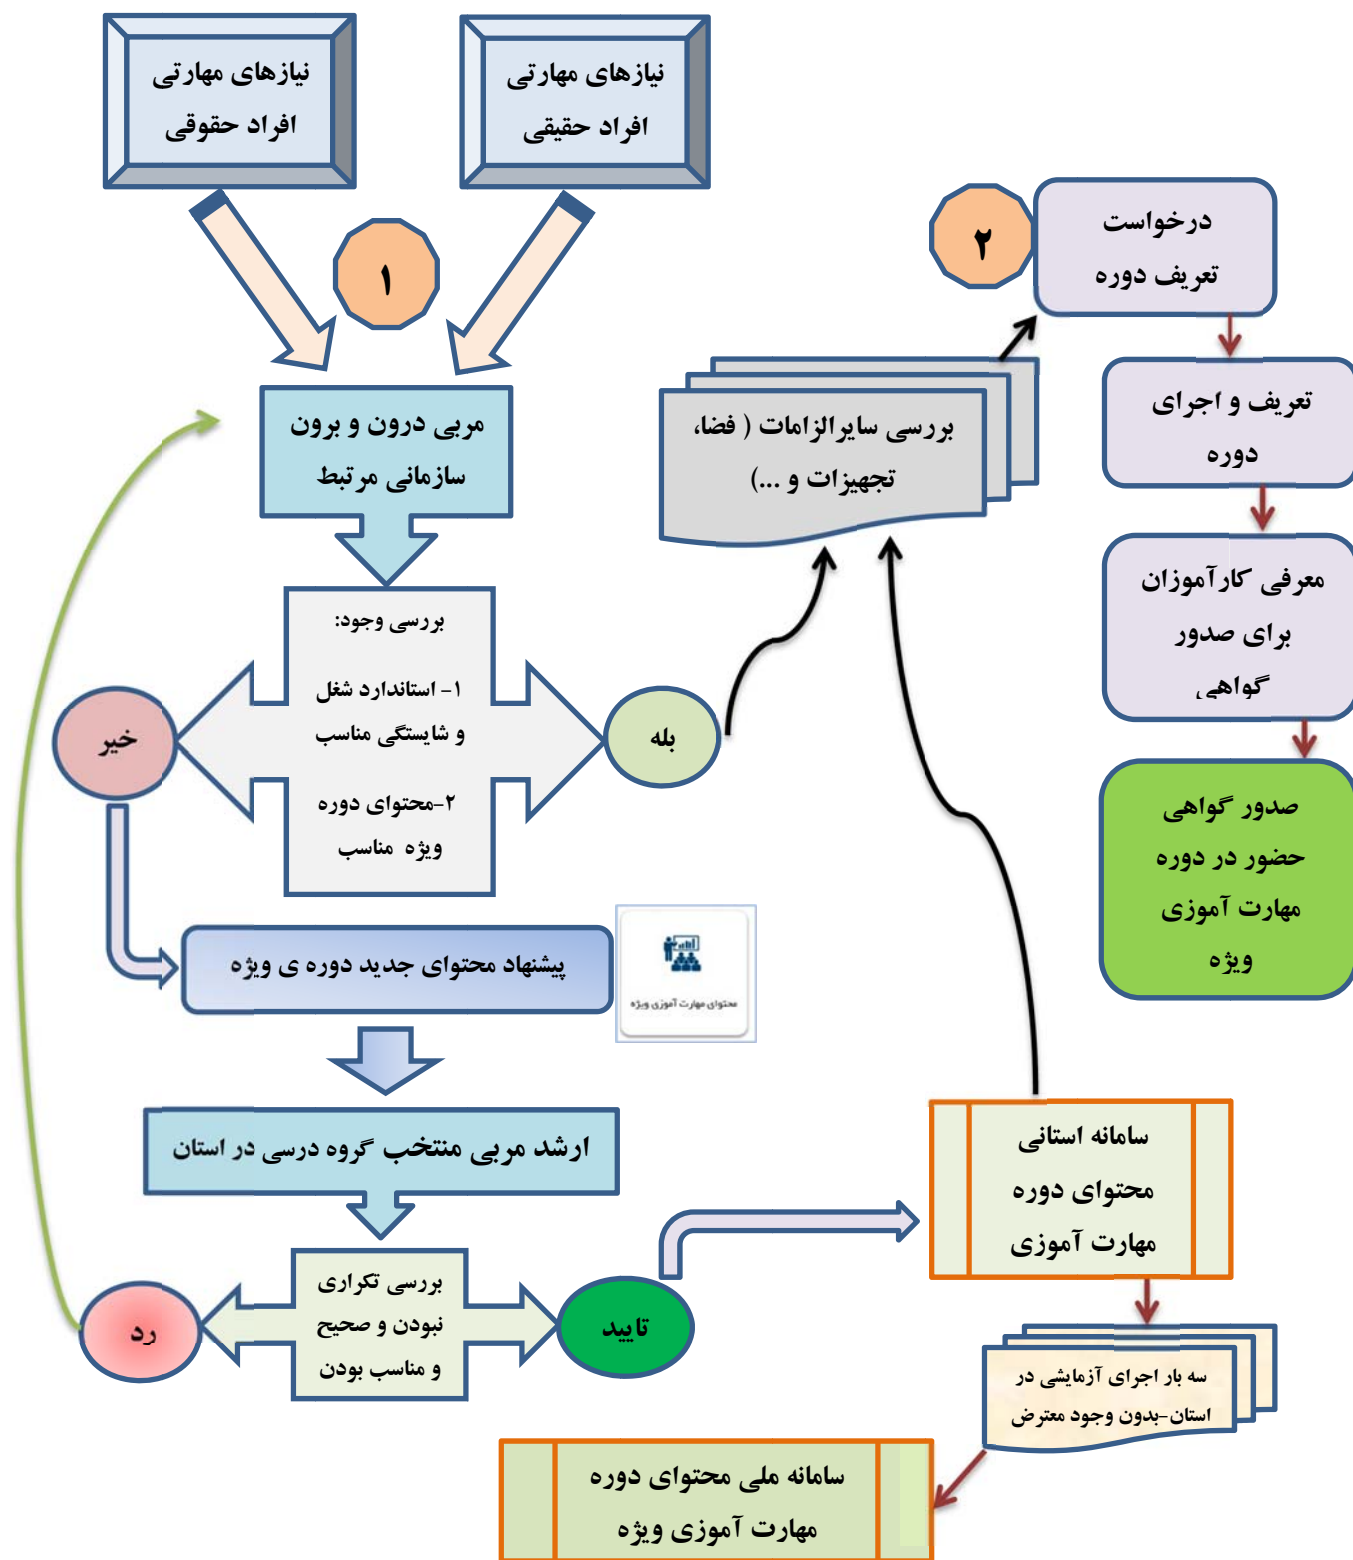 نیازهای مهارتی
افراد حقوقی
نیازهای مهارتی
افراد حقیقی
۱
مربی درون و برون
سازمانی مرتبط
بررسی وجود:
۱- استاندارد شغل
و شایستگی مناسب
۲-محتوای دوره
ویژه مناسب
خیر
بله
پیشنهاد محتوای جدید دوره ی ویژه
محتوای مهارت آموزی ویژه
ارشد مربی منتخب گروه درسی در استان
بررسی تکراری
نبودن و صحیح
و مناسب بودن
رد
تایید
سامانه استانی
محتوای دوره
مهارت آموزی
سه بار اجرای آزمایشی در
استان-بدون وجود معترض
سامانه ملی محتوای دوره
مهارت آموزی ویژه
بررسی سایرالزامات ( فضا،
تجهیزات و ...)
۲
درخواست
تعریف دوره
تعریف و اجرای
دوره
معرفی کارآموزان
برای صدور
گواهی
صدور گواهی
حضور در دوره
مهارت آموزی
ویژه